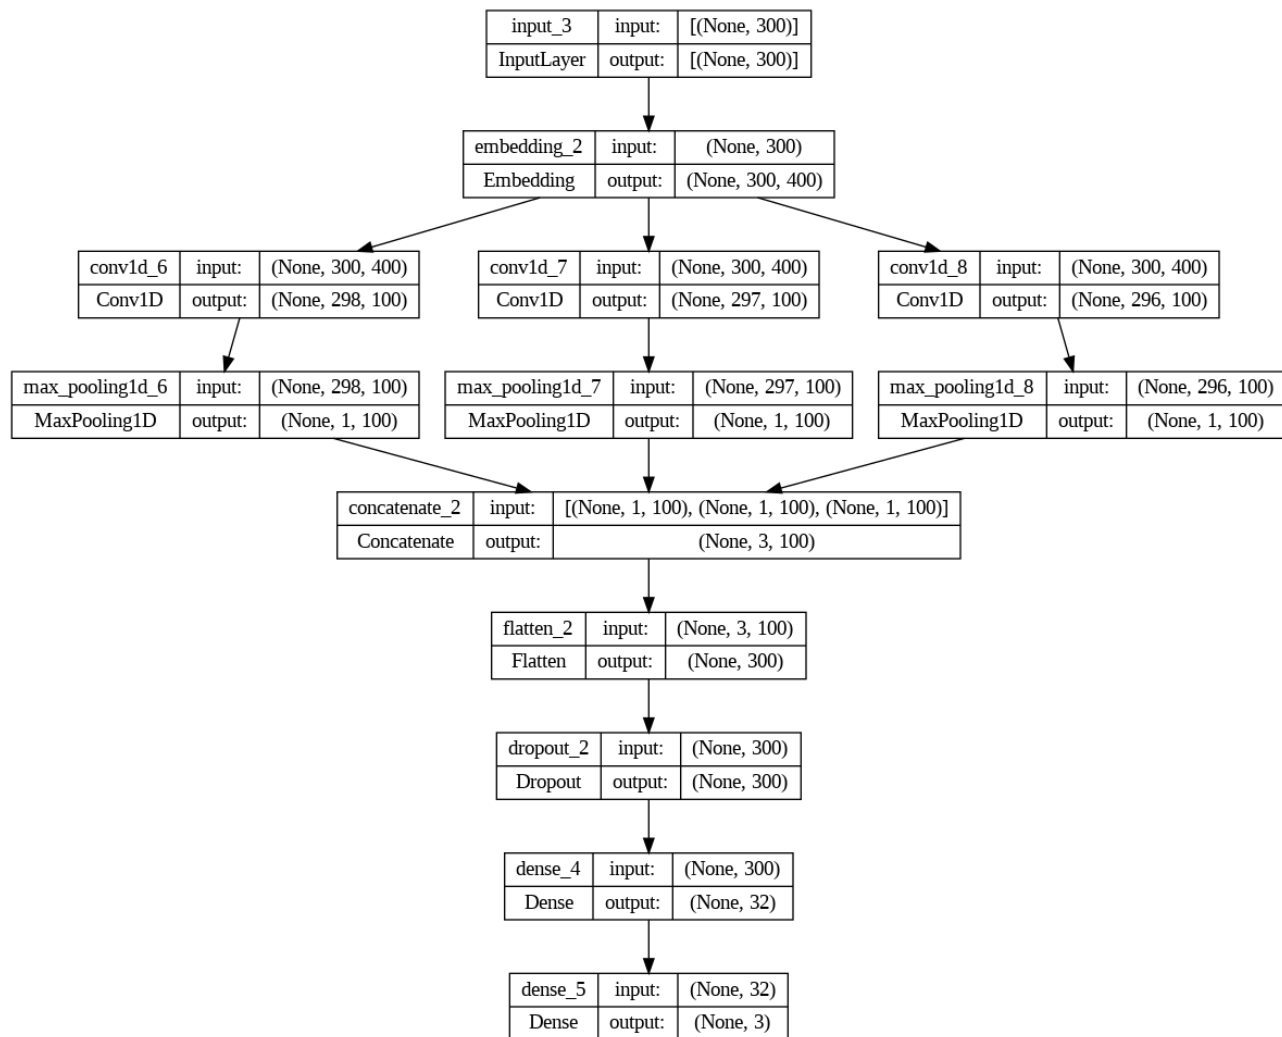 input_3 input: [(None, 300)]
InputLayer output: [(None, 300)]
embedding_2 input: (None, 300)
Embedding output: (None, 300, 400)
conv1d_6 input: (None, 300, 400)
Conv1D output: (None, 298, 100)
conv1d_7 input: (None, 300, 400)
Conv1D output: (None, 297, 100)
conv1d_8 input: (None, 300, 400)
Conv1D output: (None, 296, 100)
max_pooling1d_6 input: (None, 298, 100)
MaxPooling1D output: (None, 1, 100)
max_pooling1d_7 input: (None, 297, 100)
MaxPooling1D output: (None, 1, 100)
max_pooling1d_8 input: (None, 296, 100)
MaxPooling1D output: (None, 1, 100)
concatenate_2 input: [(None, 1, 100), (None, 1, 100), (None, 1, 100)]
Concatenate output: (None, 3, 100)
flatten_2 input: (None, 3, 100)
Flatten output: (None, 300)
dropout_2 input: (None, 300)
Dropout output: (None, 300)
dense_4 input: (None, 300)
Dense output: (None, 32)
dense_5 input: (None, 32)
Dense output: (None, 3)